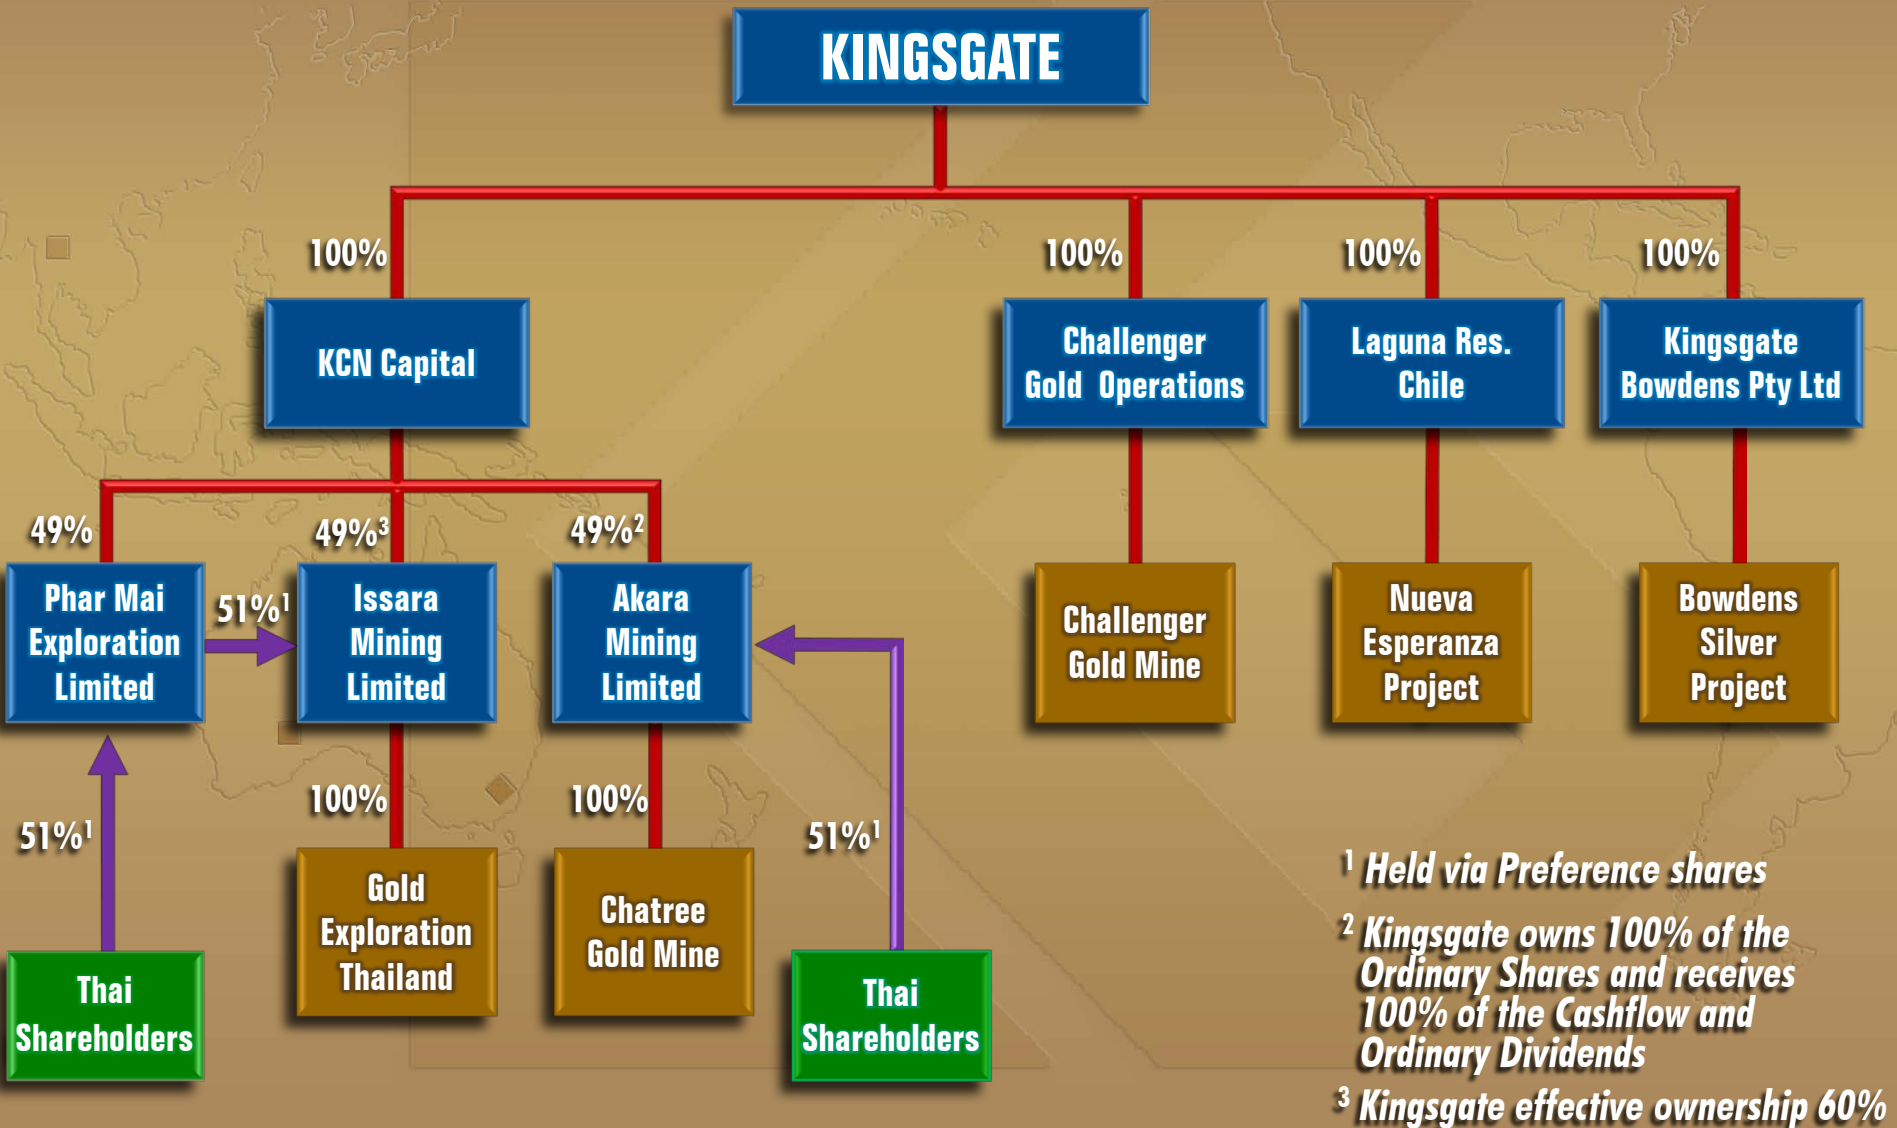 KINGSGATE
100%
100%
100%
100%
KCN Capital
Challenger
Gold Operations
Laguna Res.
Chile
Kingsgate
Bowdens Pty Ltd
49%
49%³
49%²
Phar Mai
Exploration
Limited
51%¹
Issara
Mining
Limited
Akara
Mining
Limited
Challenger
Gold Mine
Nueva
Esperanza
Project
Bowdens
Silver
Project
51%¹
100%
100%
51%¹
Thai
Shareholders
Gold
Exploration
Thailand
Chatree
Gold Mine
Thai
Shareholders
¹ Held via Preference shares
² Kingsgate owns 100% of the
Ordinary Shares and receives
100% of the Cashflow and
Ordinary Dividends
³ Kingsgate effective ownership 60%